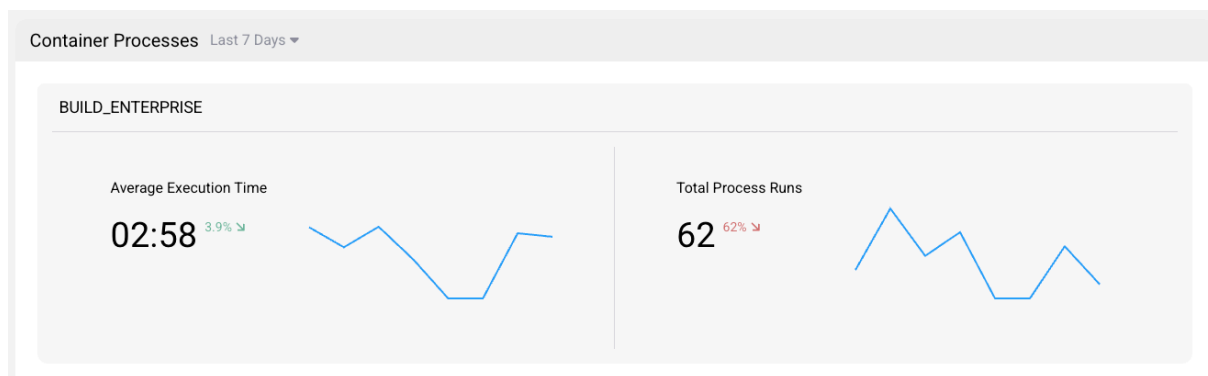 Container Processes Last 7 Days
BUILD_ENTERPRISE
Average Execution Time
02:58 3.9%
Total Process Runs
62 62%